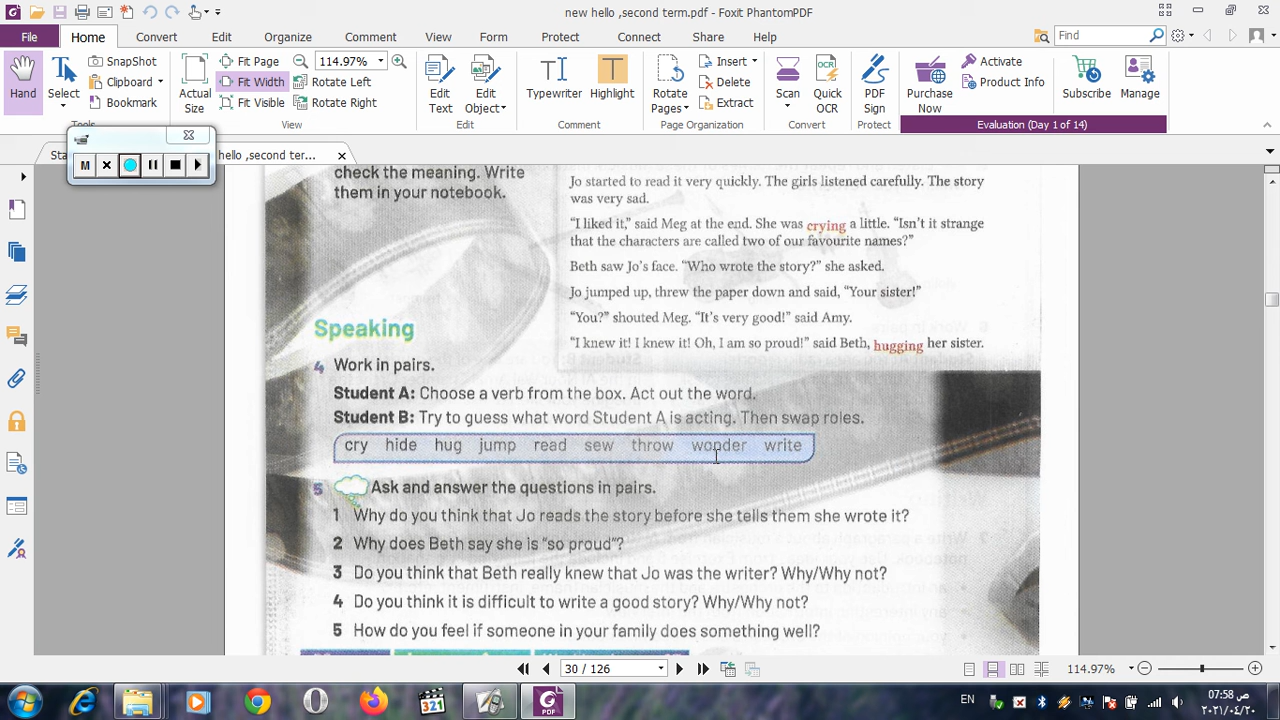 new hello ,second term.pdf - Foxit PhantomPDF
File Home Convert Edit Organize Comment View Form Protect Connect Share Help Find
Hand
Select
SnapShot
Clipboard
Bookmark
Tools
Actual Size
Fit Page
Fit Width
Fit Visible
114.97%
Rotate Left
Rotate Right
View
Edit Text
Edit Object
Edit
Typewriter
Highlight
Comment
Rotate Pages
Insert
Delete
Extract
Page Organization
Scan
Quick OCR
Convert
PDF Sign
Protect
Activate
Product Info
Purchase Now
Subscribe
Manage
Evaluation (Day 1 of 14)
M
Sta
hello ,second ter...
check the meaning. Write
them in your notebook.
Jo started to read it very quickly. The girls listened carefully. The story
was very sad.
“I liked it,” said Meg at the end. She was crying a little. “Isn’t it strange
that the characters are called two of our favourite names?”
Beth saw Jo’s face. “Who wrote the story?” she asked.
Jo jumped up, threw the paper down and said, “Your sister!”
“You?” shouted Meg. “It’s very good!” said Amy.
“I knew it! I knew it! Oh, I am so proud!” said Beth, hugging her sister.
Speaking
4 Work in pairs.
Student A: Choose a verb from the box. Act out the word.
Student B: Try to guess what word Student A is acting. Then swap roles.
cry hide hug jump read sew throw wonder write
5 Ask and answer the questions in pairs.
1 Why do you think that Jo reads the story before she tells them she wrote it?
2 Why does Beth say she is “so proud”?
3 Do you think that Beth really knew that Jo was the writer? Why/Why not?
4 Do you think it is difficult to write a good story? Why/Why not?
5 How do you feel if someone in your family does something well?
30 / 126
114.97%
321
PDF
EN
07:58 ص
٢٠٢١/٠٤/٢٠